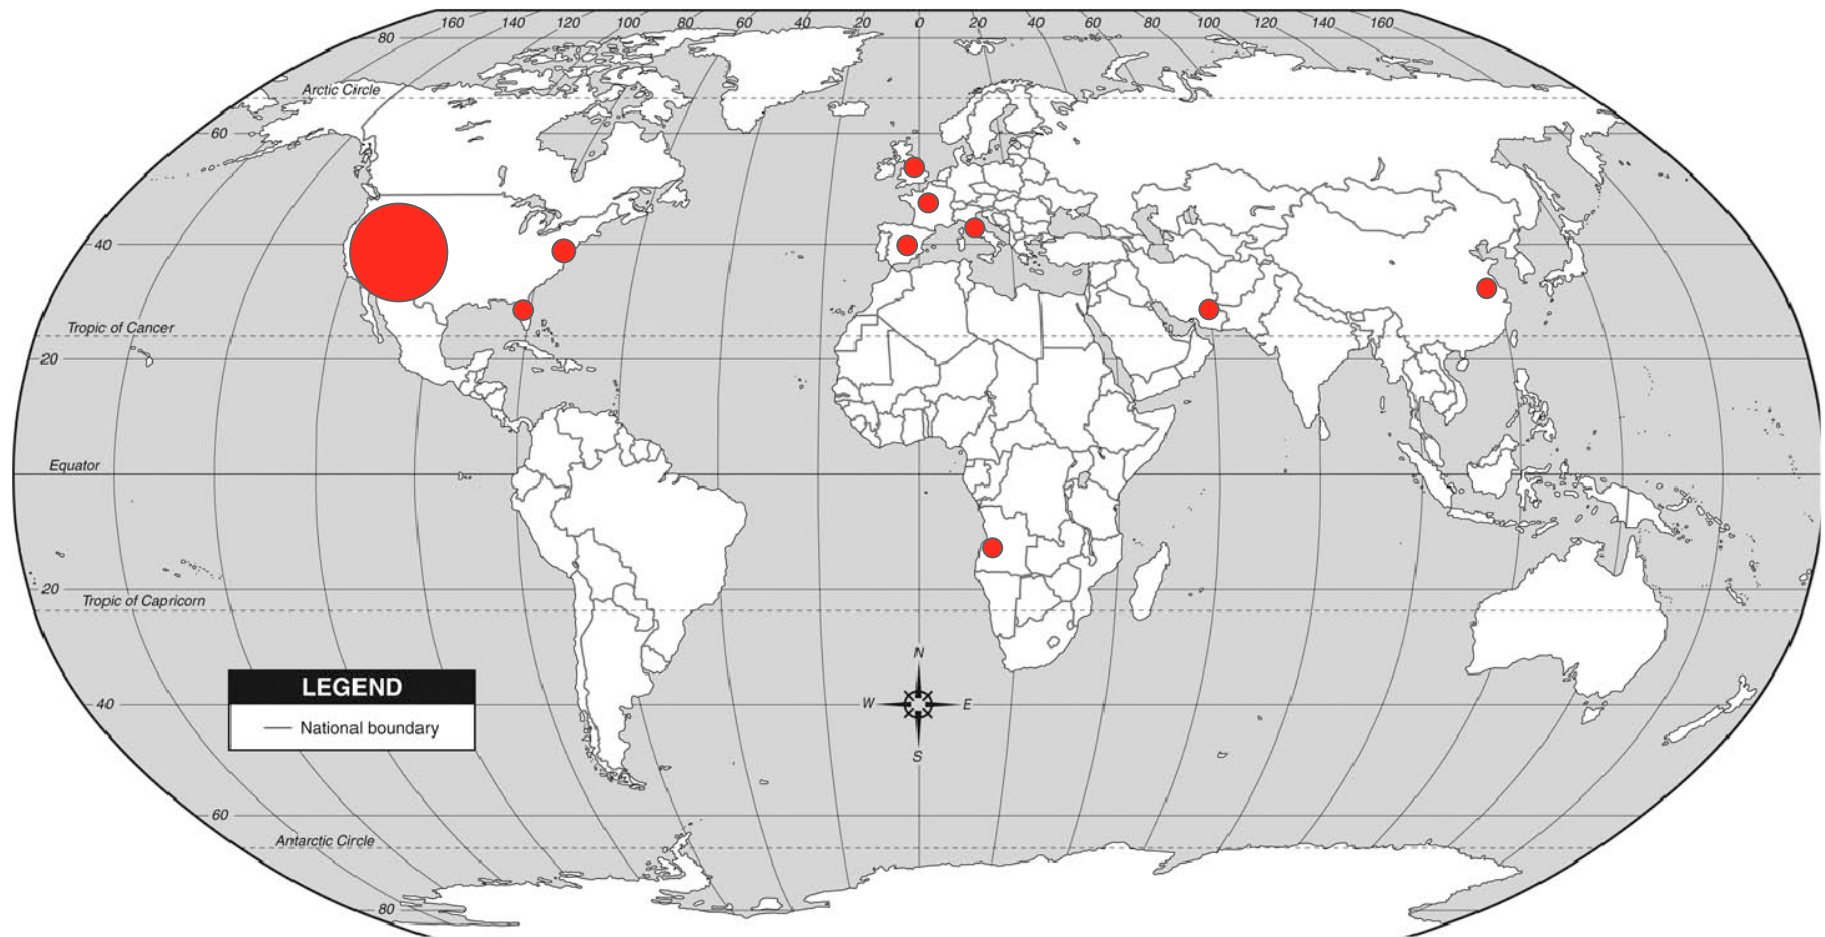 160 140 120 100 80 60 40 20 0 20 40 60 80 100 120 140 160
80
Arctic Circle
60
40
Tropic of Cancer
20
Equator
20
Tropic of Capricorn
N
W E
S
LEGEND
National boundary
40
60
Antarctic Circle
80